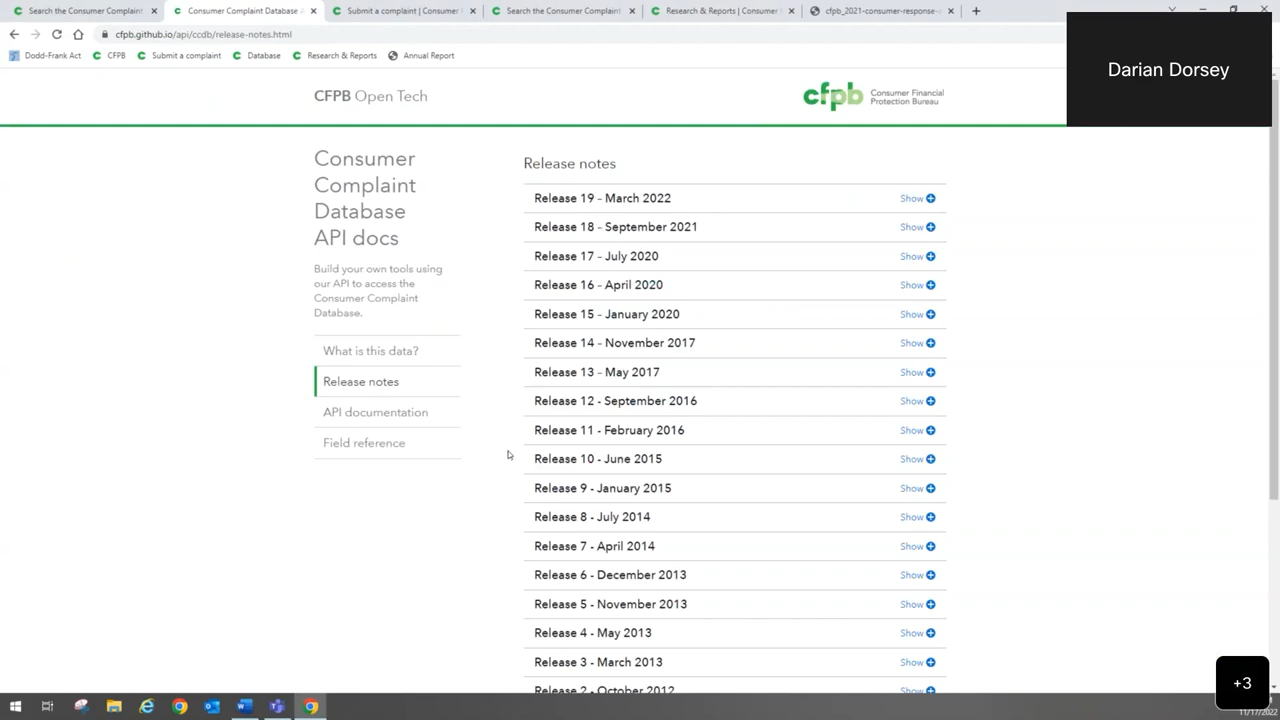 Search the Consumer Complaint
Consumer Complaint Database
Submit a complaint | Consumer
Search the Consumer Complaint
Research & Reports | Consumer
cfpb_2021-consumer-response-
cfpb.github.io/api/ccdb/release-notes.html
Dodd-Frank Act
CFPB
Submit a complaint
Database
Research & Reports
Annual Report
Darian Dorsey
CFPB Open Tech
cfpb
Consumer Financial
Protection Bureau
Consumer
Complaint
Database
API docs
Build your own tools using
our API to access the
Consumer Complaint
Database.
What is this data?
Release notes
API documentation
Field reference
Release notes
Release 19 – March 2022 Show
Release 18 – September 2021 Show
Release 17 – July 2020 Show
Release 16 – April 2020 Show
Release 15 – January 2020 Show
Release 14 – November 2017 Show
Release 13 – May 2017 Show
Release 12 - September 2016 Show
Release 11 - February 2016 Show
Release 10 - June 2015 Show
Release 9 - January 2015 Show
Release 8 - July 2014 Show
Release 7 - April 2014 Show
Release 6 - December 2013 Show
Release 5 - November 2013 Show
Release 4 - May 2013 Show
Release 3 - March 2013 Show
Release 2 - October 2012 Show
+3
11/17/2022